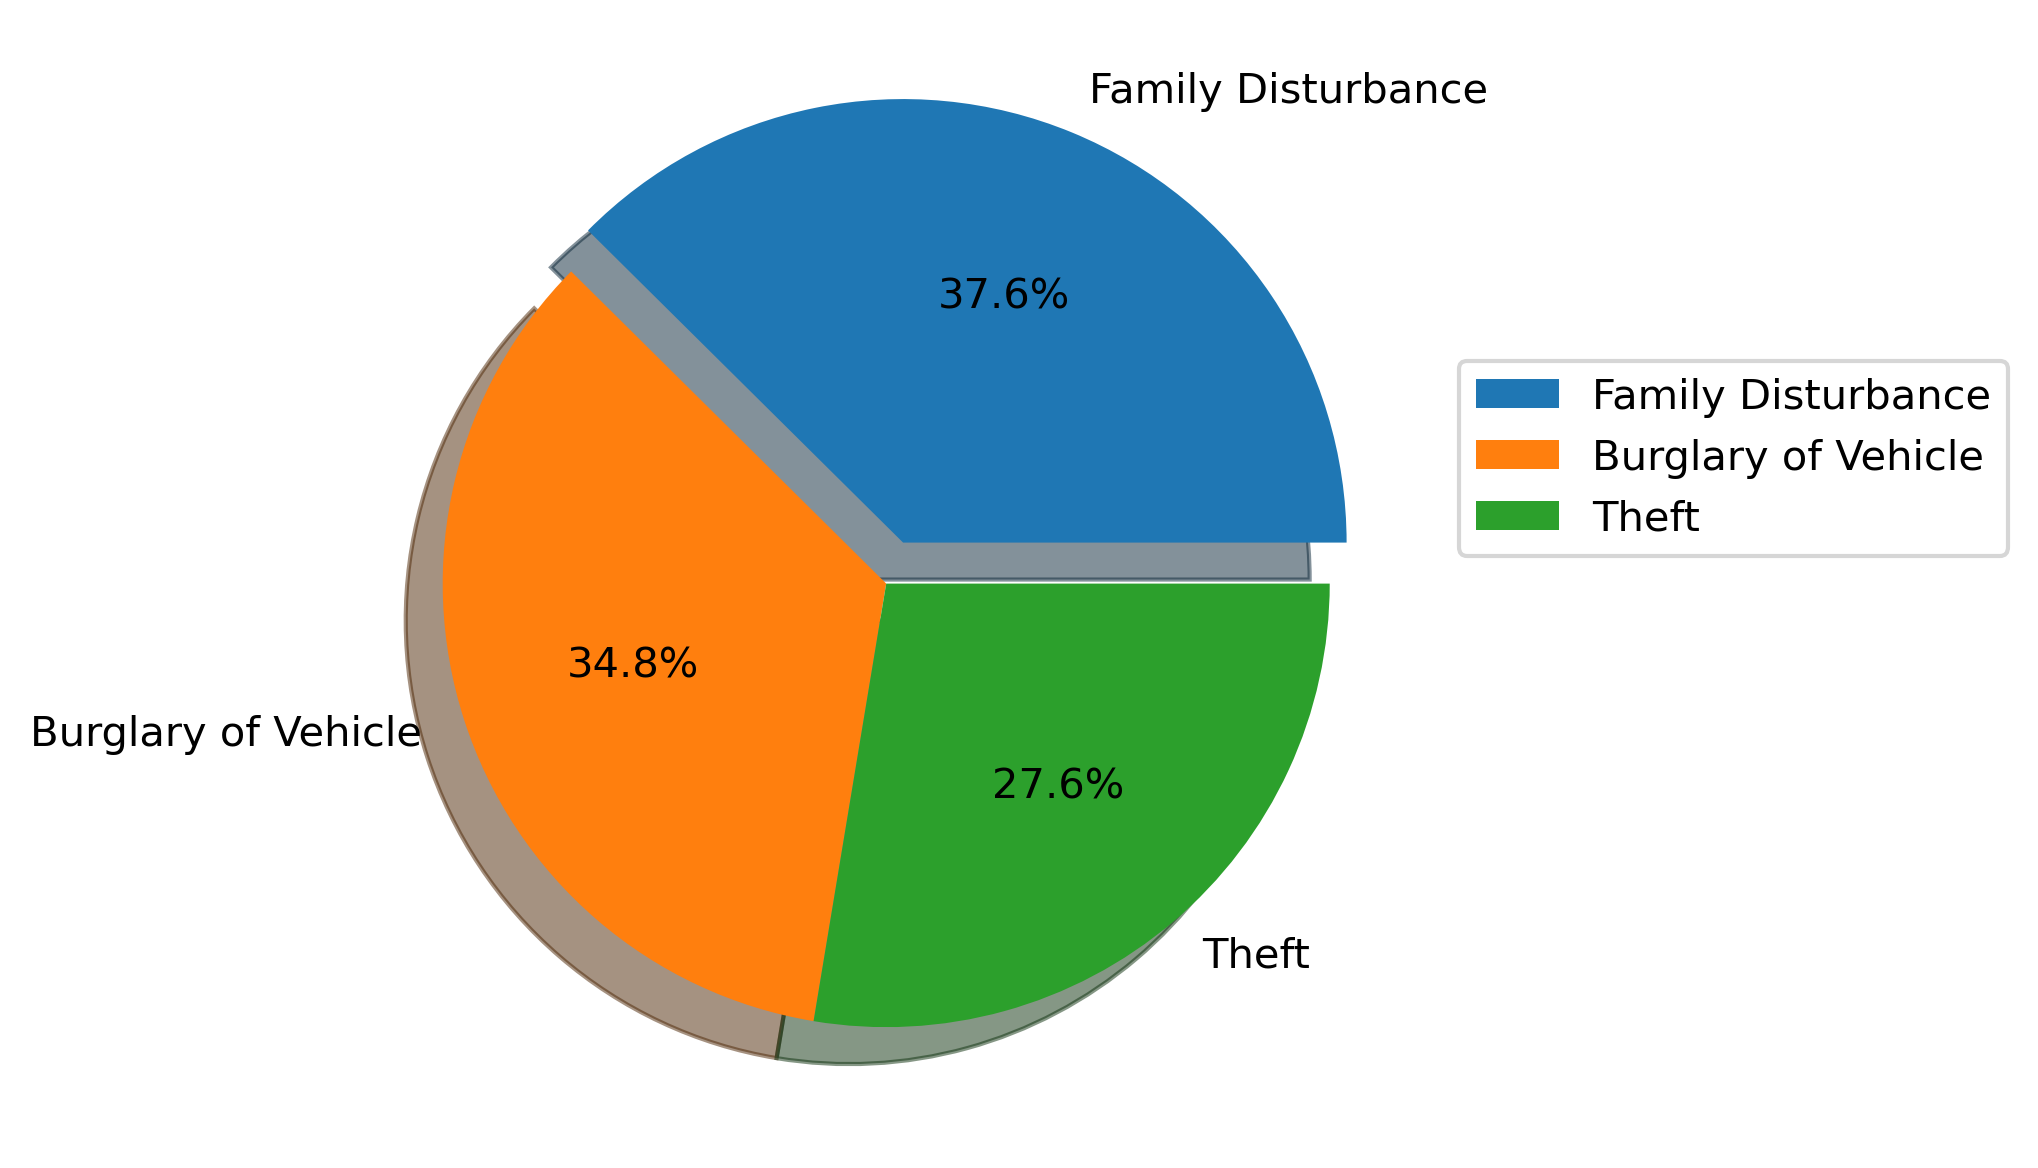 Family Disturbance
37.6%
Family Disturbance
Burglary of Vehicle
Theft
34.8%
Burglary of Vehicle
27.6%
Theft